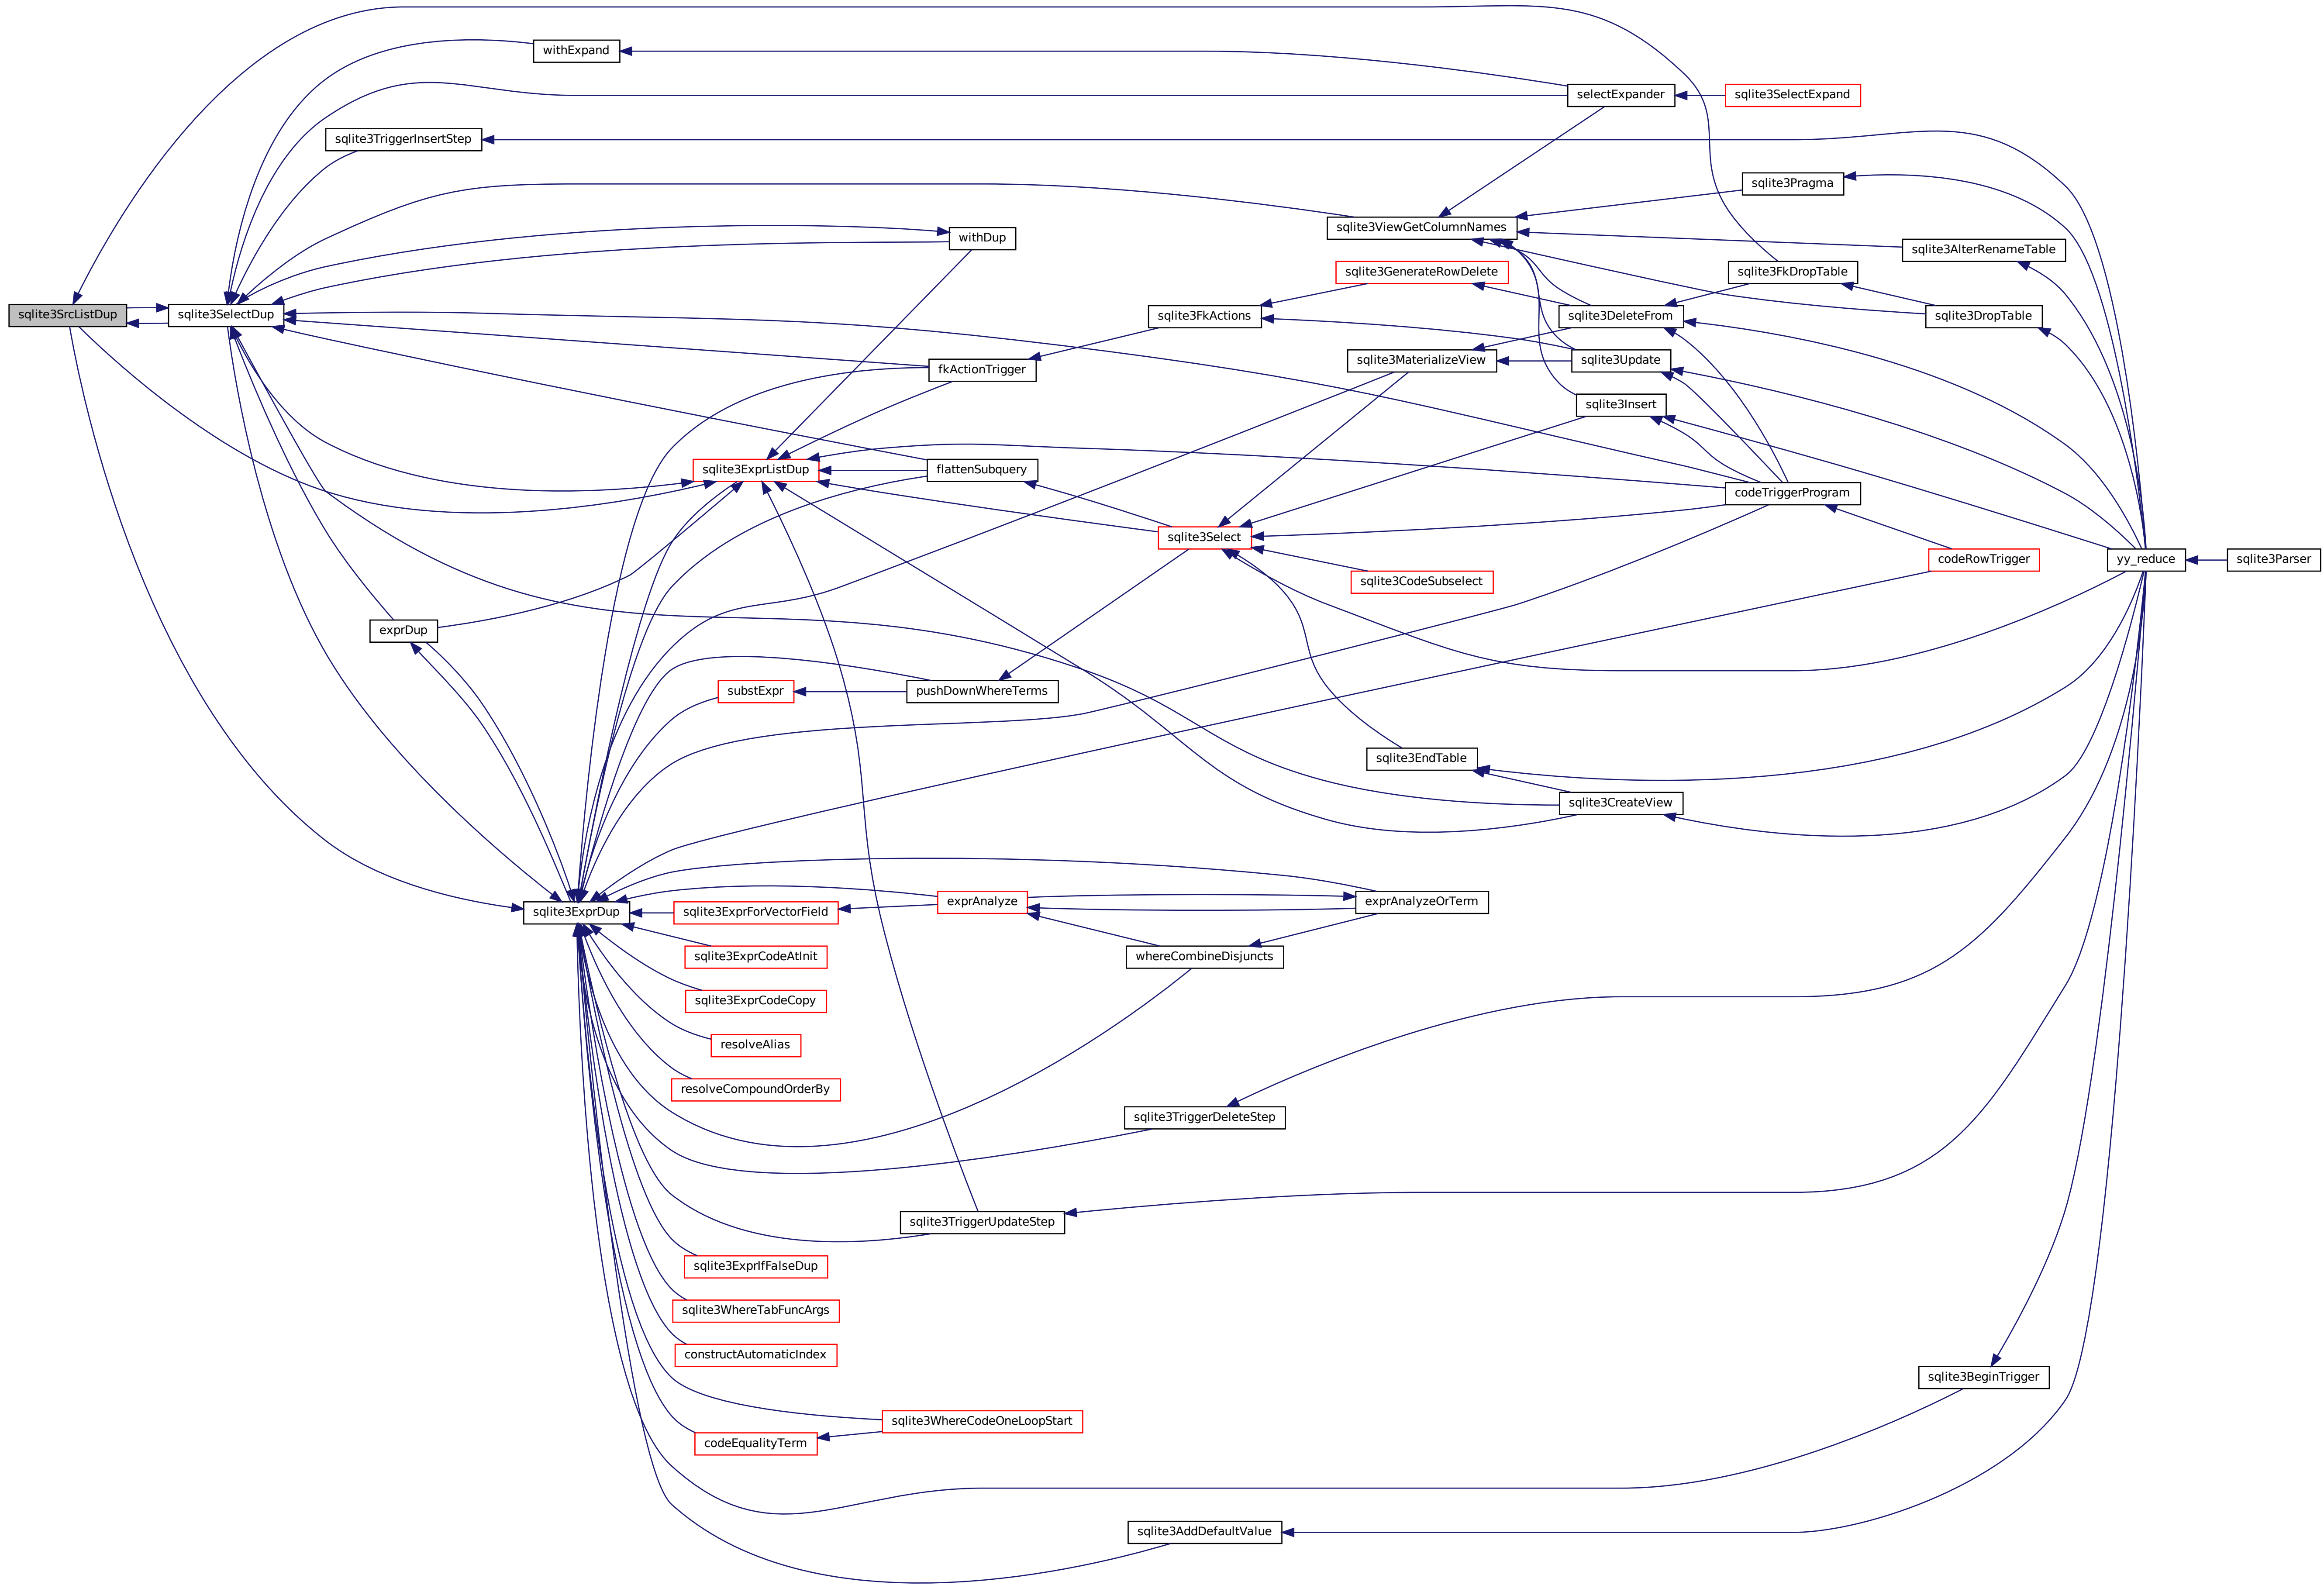 withExpand
selectExpander
sqlite3SelectExpand
sqlite3TriggerInsertStep
sqlite3Pragma
sqlite3ViewGetColumnNames
withDup
sqlite3AlterRenameTable
sqlite3GenerateRowDelete
sqlite3FkDropTable
sqlite3SrcListDup
sqlite3SelectDup
sqlite3FkActions
sqlite3DeleteFrom
sqlite3DropTable
sqlite3MaterializeView
sqlite3Update
fkActionTrigger
sqlite3Insert
sqlite3ExprListDup
flattenSubquery
codeTriggerProgram
sqlite3Select
codeRowTrigger
yy_reduce
sqlite3Parser
sqlite3CodeSubselect
exprDup
substExpr
pushDownWhereTerms
sqlite3EndTable
sqlite3CreateView
sqlite3ExprDup
sqlite3ExprForVectorField
exprAnalyze
exprAnalyzeOrTerm
sqlite3ExprCodeAtInit
whereCombineDisjuncts
sqlite3ExprCodeCopy
resolveAlias
resolveCompoundOrderBy
sqlite3TriggerDeleteStep
sqlite3TriggerUpdateStep
sqlite3ExprIfFalseDup
sqlite3WhereTabFuncArgs
constructAutomaticIndex
sqlite3BeginTrigger
sqlite3WhereCodeOneLoopStart
codeEqualityTerm
sqlite3AddDefaultValue